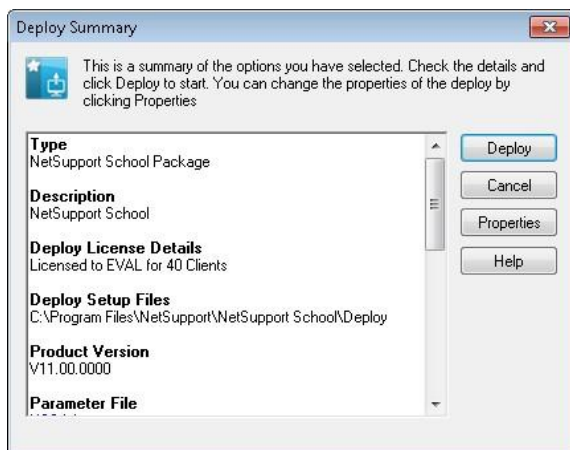 Deploy Summary
This is a summary of the options you have selected. Check the details and
click Deploy to start. You can change the properties of the deploy by
clicking Properties
Type
NetSupport School Package
Description
NetSupport School
Deploy License Details
Licensed to EVAL for 40 Clients
Deploy Setup Files
C:\Program Files\NetSupport\NetSupport School\Deploy
Product Version
V11.00.0000
Parameter File
Deploy
Cancel
Properties
Help